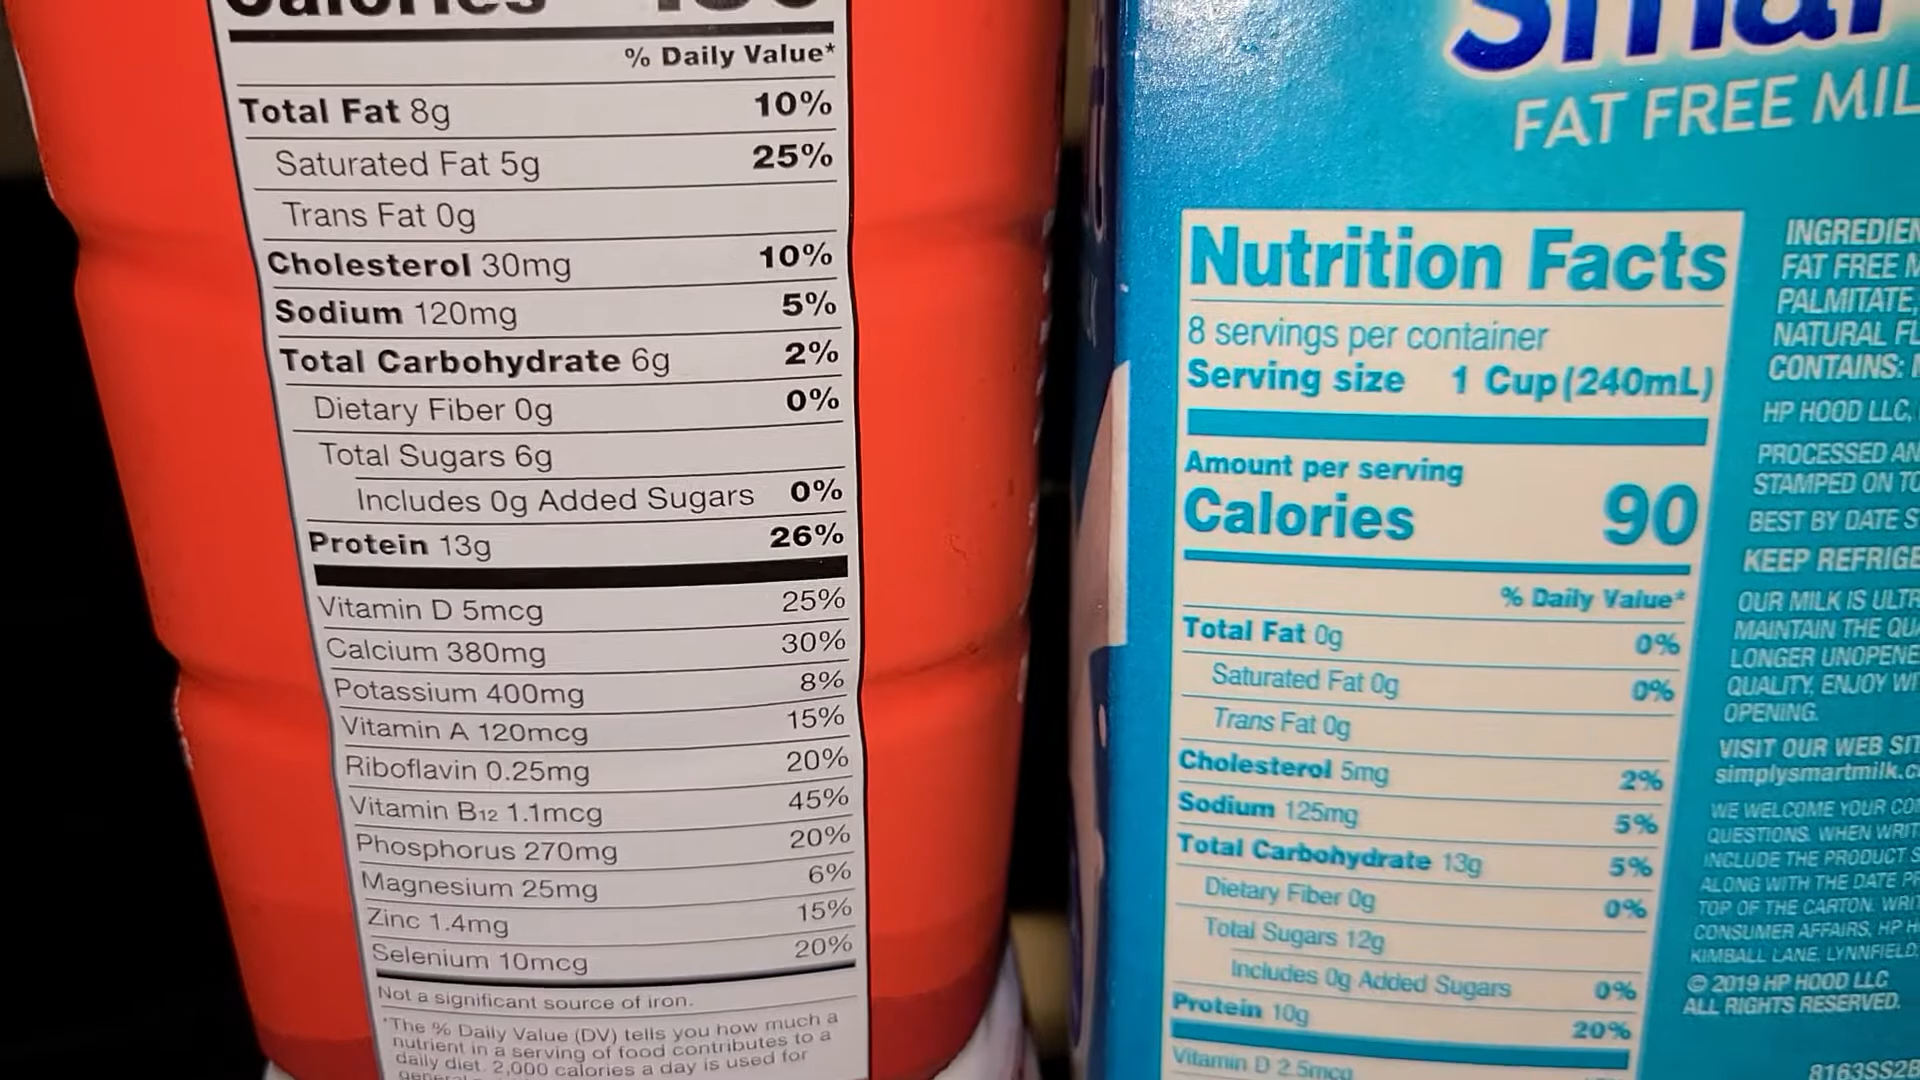 Calories
% Daily Value*
Total Fat 8g 10%
Saturated Fat 5g 25%
Trans Fat 0g
Cholesterol 30mg 10%
Sodium 120mg 5%
Total Carbohydrate 6g 2%
Dietary Fiber 0g 0%
Total Sugars 6g
Includes 0g Added Sugars 0%
Protein 13g 26%
Vitamin D 5mcg 25%
Calcium 380mg 30%
Potassium 400mg 8%
Vitamin A 120mcg 15%
Riboflavin 0.25mg 20%
Vitamin B12 1.1mcg 45%
Phosphorus 270mg 20%
Magnesium 25mg 6%
Zinc 1.4mg 15%
Selenium 10mcg 20%
Not a significant source of iron.
*The % Daily Value (DV) tells you how much a
nutrient in a serving of food contributes to a
daily diet. 2,000 calories a day is used for
FAT FREE MIL
Nutrition Facts
8 servings per container
Serving size 1 Cup (240mL)
Amount per serving
Calories 90
% Daily Value*
Total Fat 0g 0%
Saturated Fat 0g 0%
Trans Fat 0g
Cholesterol 5mg 2%
Sodium 125mg 5%
Total Carbohydrate 13g 5%
Dietary Fiber 0g 0%
Total Sugars 12g
Includes 0g Added Sugars 0%
Protein 10g 20%
Vitamin D 2.5mcg
INGREDIEN
FAT FREE M
PALMITATE,
NATURAL FL
CONTAINS:
HP HOOD LLC,
PROCESSED AN
STAMPED ON TO
BEST BY DATE S
KEEP REFRIGE
OUR MILK IS ULTR
MAINTAIN THE QUA
LONGER UNOPENE
QUALITY, ENJOY WI
OPENING.
VISIT OUR WEB SIT
simplysmartmilk.c
WE WELCOME YOUR CO
QUESTIONS. WHEN WRIT
INCLUDE THE PRODUCT S
ALONG WITH THE DATE PR
TOP OF THE CARTON. WRIT
CONSUMER AFFAIRS, HP H
KIMBALL LANE, LYNNFIELD,
© 2019 HP HOOD LLC
ALL RIGHTS RESERVED.
8163SS2B